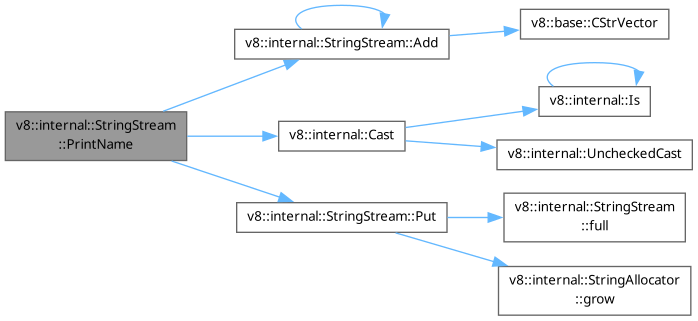 v8::internal::StringStream
::PrintName
v8::internal::StringStream::Add
v8::base::CStrVector
v8::internal::Cast
v8::internal::Is
v8::internal::UncheckedCast
v8::internal::StringStream::Put
v8::internal::StringStream
::full
v8::internal::StringAllocator
::grow